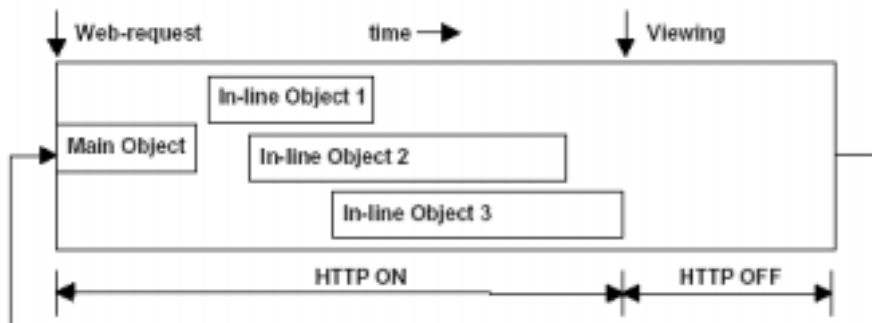 Web-request
time
Viewing
In-line Object 1
Main Object
In-line Object 2
In-line Object 3
HTTP ON
HTTP OFF